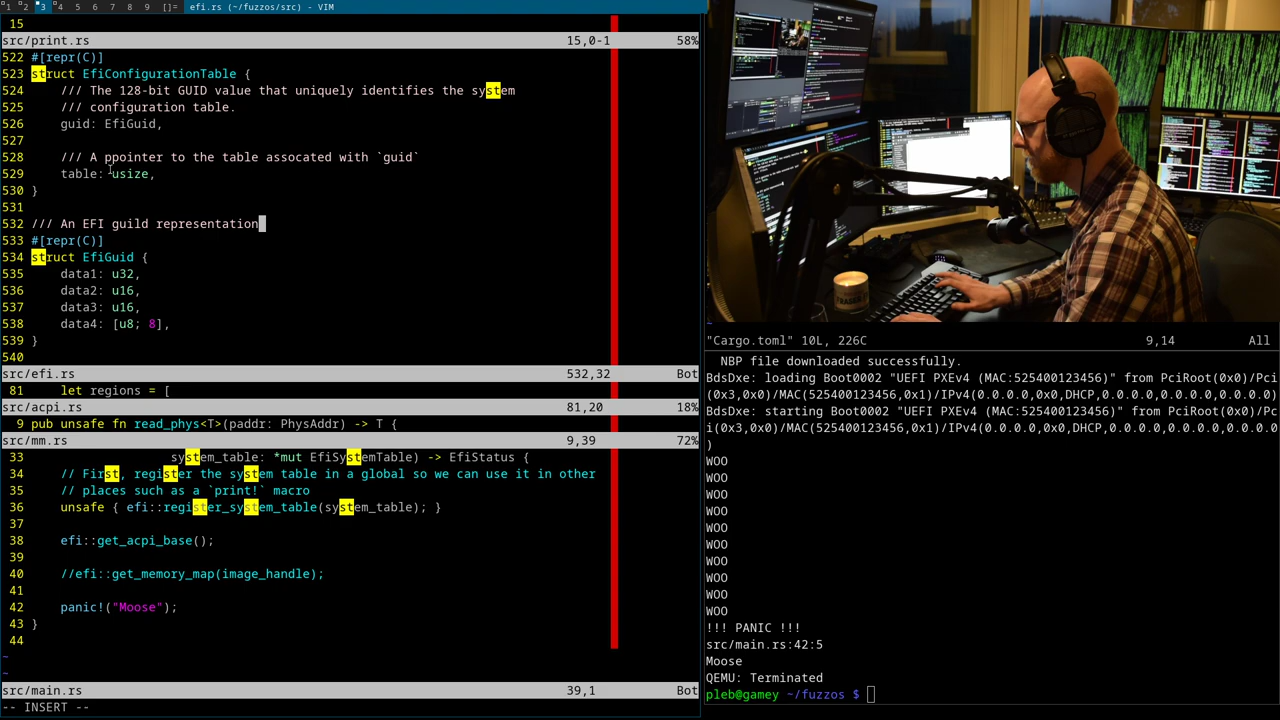 1 2 3 4 5 6 7 8 9 []= efi.rs (~/fuzzos/src) - VIM
15
src/print.rs 15,0-1 58%
522 #[repr(C)]
523 struct EfiConfigurationTable {
524 /// The 128-bit GUID value that uniquely identifies the system
525 /// configuration table.
526 guid: EfiGuid,
527
528 /// A ppointer to the table assocated with `guid`
529 table: usize,
530 }
531
532 /// An EFI guild representation
533 #[repr(C)]
534 struct EfiGuid {
535 data1: u32,
536 data2: u16,
537 data3: u16,
538 data4: [u8; 8],
539 }
540
src/efi.rs 532,32 Bot
81 let regions = [
src/acpi.rs 81,20 18%
9 pub unsafe fn read_phys<T>(paddr: PhysAddr) -> T {
src/mm.rs 9,39 72%
33 system_table: *mut EfiSystemTable) -> EfiStatus {
34 // First, register the system table in a global so we can use it in other
35 // places such as a `print!` macro
36 unsafe { efi::register_system_table(system_table); }
37
38 efi::get_acpi_base();
39
40 //efi::get_memory_map(image_handle);
41
42 panic!("Moose");
43 }
44
~
~
src/main.rs 39,1 Bot
-- INSERT --
~
"Cargo.toml" 10L, 226C 9,14 All
NBP file downloaded successfully.
BdsDxe: loading Boot0002 "UEFI PXEv4 (MAC:525400123456)" from PciRoot(0x0)/Pci
(0x3,0x0)/MAC(525400123456,0x1)/IPv4(0.0.0.0,0x0,DHCP,0.0.0.0,0.0.0.0,0.0.0.0)
BdsDxe: starting Boot0002 "UEFI PXEv4 (MAC:525400123456)" from PciRoot(0x0)/Pc
i(0x3,0x0)/MAC(525400123456,0x1)/IPv4(0.0.0.0,0x0,DHCP,0.0.0.0,0.0.0.0,0.0.0.0
)
WOO
WOO
WOO
WOO
WOO
WOO
WOO
WOO
WOO
WOO
!!! PANIC !!!
src/main.rs:42:5
Moose
QEMU: Terminated
pleb@gamey ~/fuzzos $